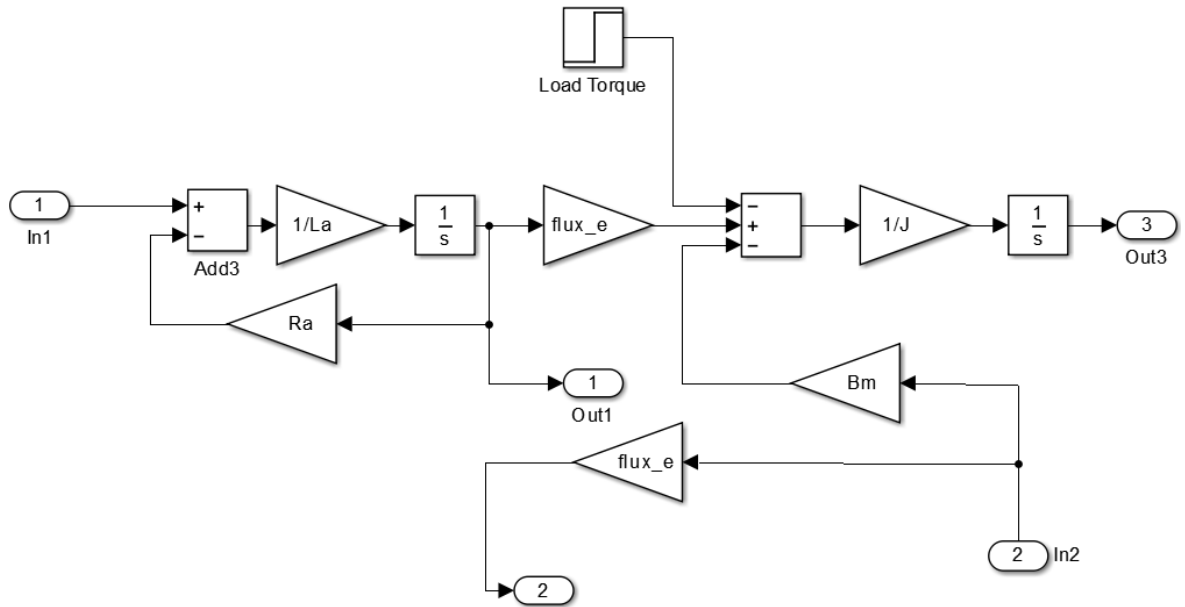 Load Torque
1
In1
+
−
Add3
1/La
1
s
flux_e
−
+
−
1/J
1
s
3
Out3
Ra
1
Out1
Bm
flux_e
2
In2
2